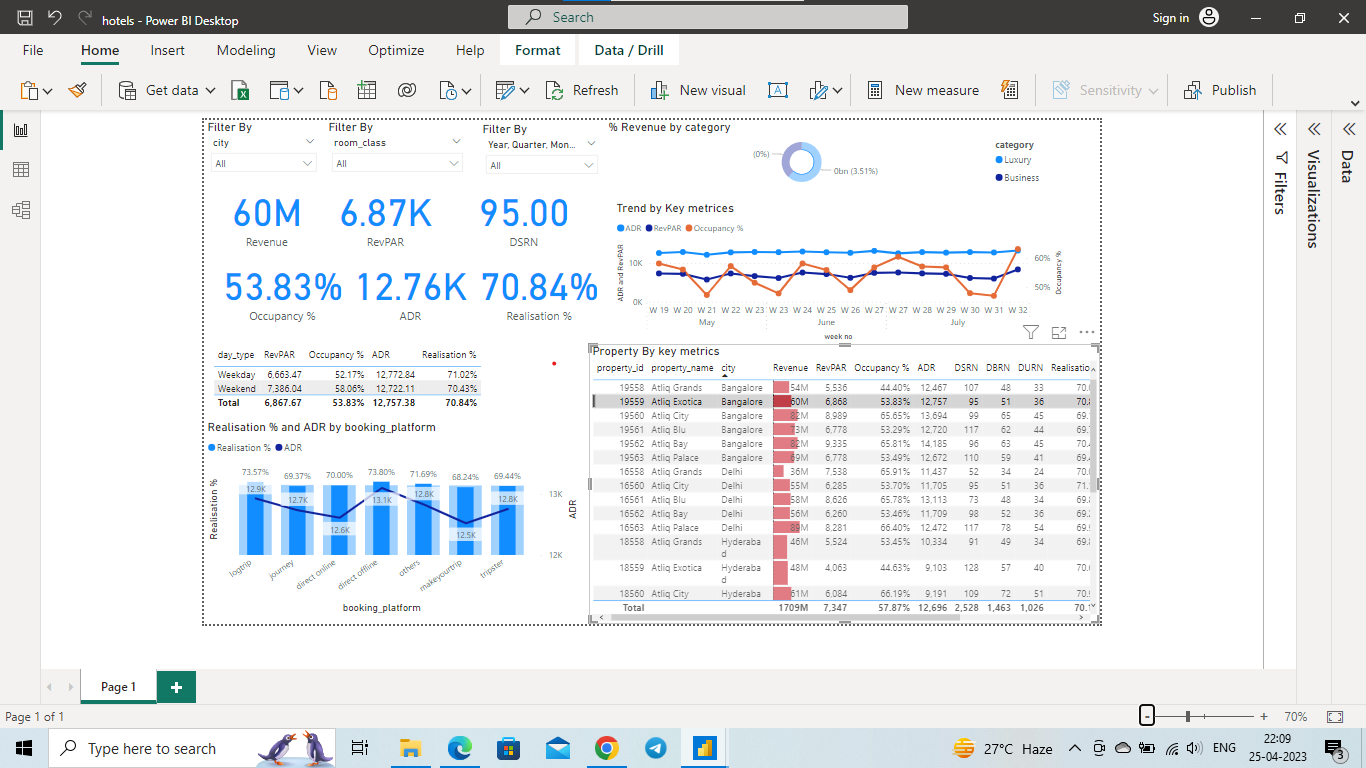 hotels - Power BI Desktop
Search
Sign in
File Home Insert Modeling View Optimize Help Format Data / Drill
Get data Refresh New visual New measure Sensitivity Publish
Filter By
city
All
Filter By
room_class
All
Filter By
Year, Quarter, Mon...
All
60M
Revenue
6.87K
RevPAR
95.00
DSRN
53.83%
Occupancy %
12.76K
ADR
70.84%
Realisation %
% Revenue by category
(0%)
0bn (3.51%)
category
Luxury
Business
Trend by Key metrices
ADR RevPAR Occupancy %
ADR and RevPAR
10K
0K
60%
50%
Occupancy %
W 19 W 20 W 21 W 22 W 23 W 23 W 24 W 25 W 26 W 27 W 27 W 28 W 29 W 30 W 31 W 32
May June July
week no
day_type RevPAR Occupancy % ADR Realisation %
Weekday 6,663.47 52.17% 12,772.84 71.02%
Weekend 7,386.04 58.06% 12,722.11 70.43%
Total 6,867.67 53.83% 12,757.38 70.84%
Realisation % and ADR by booking_platform
Realisation % ADR
Realisation %
73.57% 69.37% 70.00% 73.80% 71.69% 68.24% 69.44%
12.9K 12.7K 12.6K 13.1K 12.8K 12.5K 12.8K
13K
12K
ADR
logtrip journey direct online direct offline others makeyourtrip tripster
booking_platform
Property By key metrics
property_id property_name city Revenue RevPAR Occupancy % ADR DSRN DBRN DURN Realisatio
19558 Atliq Grands Bangalore 54M 5,536 44.40% 12,467 107 48 33 70.
19559 Atliq Exotica Bangalore 60M 6,868 53.83% 12,757 95 51 36 70.
19560 Atliq City Bangalore 82M 8,989 65.65% 13,694 99 65 45 69.
19561 Atliq Blu Bangalore 73M 6,778 53.29% 12,720 117 62 44 69.
19562 Atliq Bay Bangalore 82M 9,335 65.81% 14,185 96 63 45 70.
19563 Atliq Palace Bangalore 69M 6,778 53.49% 12,672 110 59 41 69.
16558 Atliq Grands Delhi 36M 7,538 65.91% 11,437 52 34 24 70.
16560 Atliq City Delhi 55M 6,285 53.70% 11,705 95 51 36 71.
16561 Atliq Blu Delhi 58M 8,625 65.78% 13,113 73 48 34 69.
16562 Atliq Bay Delhi 56M 6,260 53.46% 11,709 98 52 36 69.
16563 Atliq Palace Delhi 89M 8,281 66.40% 12,472 117 78 54 69.
18558 Atliq Grands Hyderaba
d 46M 5,524 53.45% 10,334 91 49 34 69.
18559 Atliq Exotica Hyderaba
d 48M 4,063 44.63% 9,103 128 57 40 70.
18560 Atliq City Hyderaba 61M 6,084 66.19% 9,191 109 72 51 70.
Total 1709M 7,347 57.87% 12,696 2,528 1,463 1,026 70.1
Filters
Visualizations
Data
Page 1
Page 1 of 1
70%
Type here to search
27°C Haze
ENG
22:09
25-04-2023
3